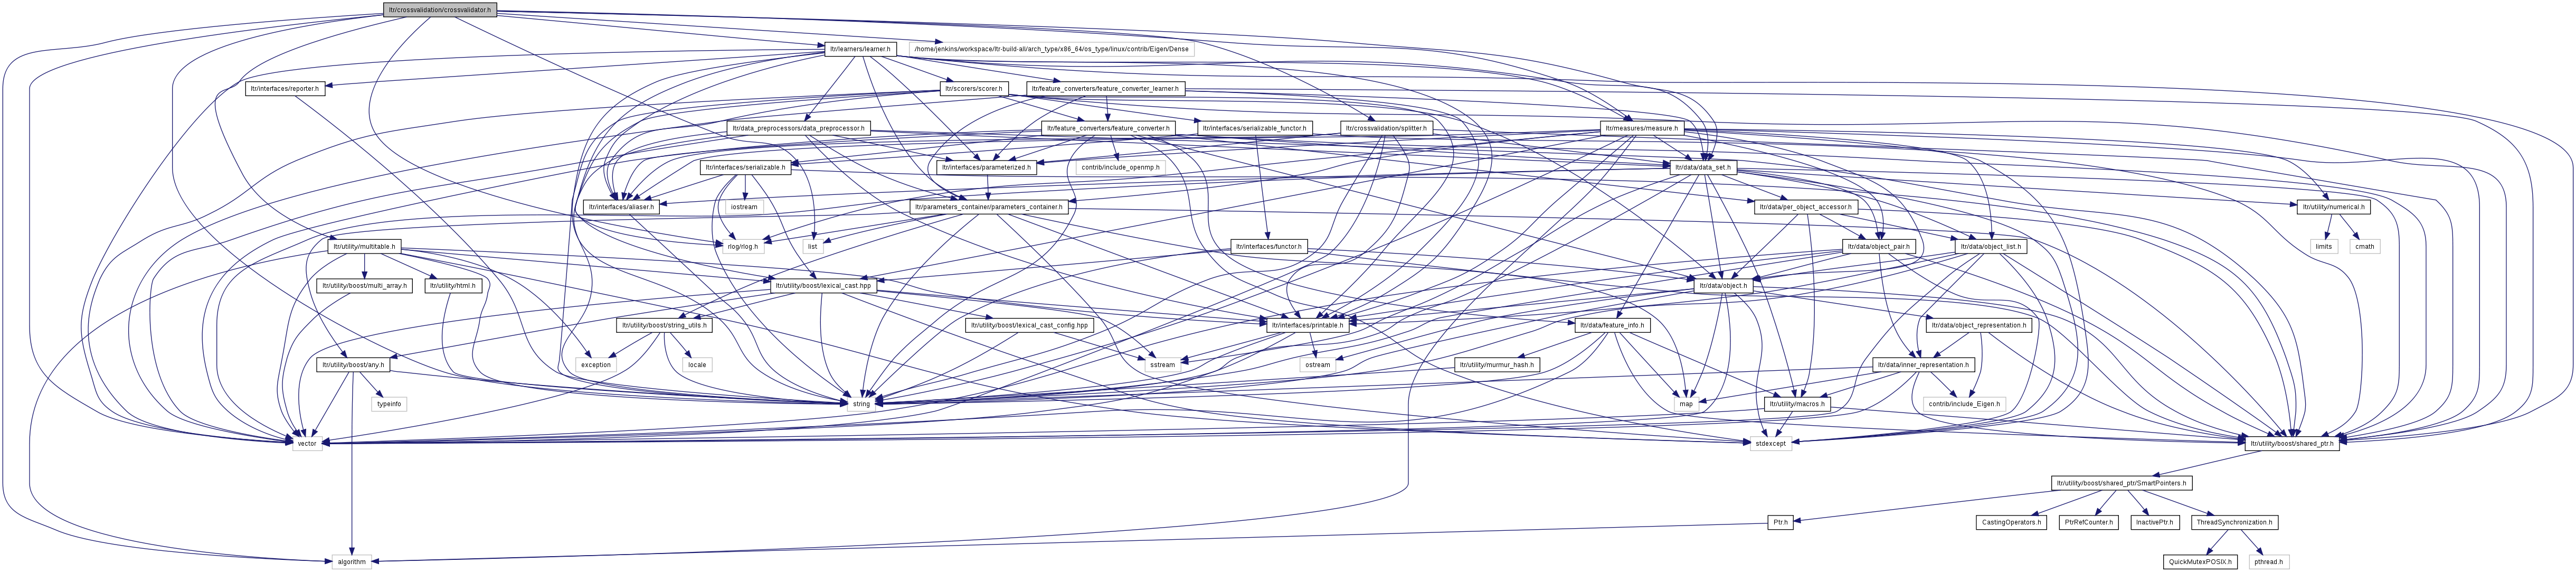 ltr/crossvalidation/crossvalidator.h
ltr/learners/learner.h
/home/jenkins/workspace/ltr-build-all/arch_type/x86_64/os_type/linux/contrib/Eigen/Dense
ltr/interfaces/reporter.h
ltr/scorers/scorer.h
ltr/feature_converters/feature_converter_learner.h
ltr/data_preprocessors/data_preprocessor.h
ltr/feature_converters/feature_converter.h
ltr/interfaces/serializable_functor.h
ltr/crossvalidation/splitter.h
ltr/measures/measure.h
ltr/interfaces/serializable.h
ltr/interfaces/parameterized.h
contrib/include_openmp.h
ltr/data/data_set.h
ltr/interfaces/aliaser.h
iostream
ltr/parameters_container/parameters_container.h
ltr/data/per_object_accessor.h
ltr/utility/numerical.h
ltr/utility/multitable.h
rlog/rlog.h
list
ltr/interfaces/functor.h
ltr/data/object_pair.h
ltr/data/object_list.h
limits
cmath
ltr/utility/boost/multi_array.h
ltr/utility/html.h
ltr/utility/boost/lexical_cast.hpp
ltr/data/object.h
ltr/utility/boost/string_utils.h
ltr/utility/boost/lexical_cast_config.hpp
ltr/interfaces/printable.h
ltr/data/feature_info.h
ltr/data/object_representation.h
ltr/utility/boost/any.h
exception
locale
sstream
ostream
ltr/utility/murmur_hash.h
ltr/data/inner_representation.h
typeinfo
string
map
ltr/utility/macros.h
contrib/include_Eigen.h
vector
stdexcept
ltr/utility/boost/shared_ptr.h
ltr/utility/boost/shared_ptr/SmartPointers.h
Ptr.h
CastingOperators.h
PtrRefCounter.h
InactivePtr.h
ThreadSynchronization.h
algorithm
QuickMutexPOSIX.h
pthread.h